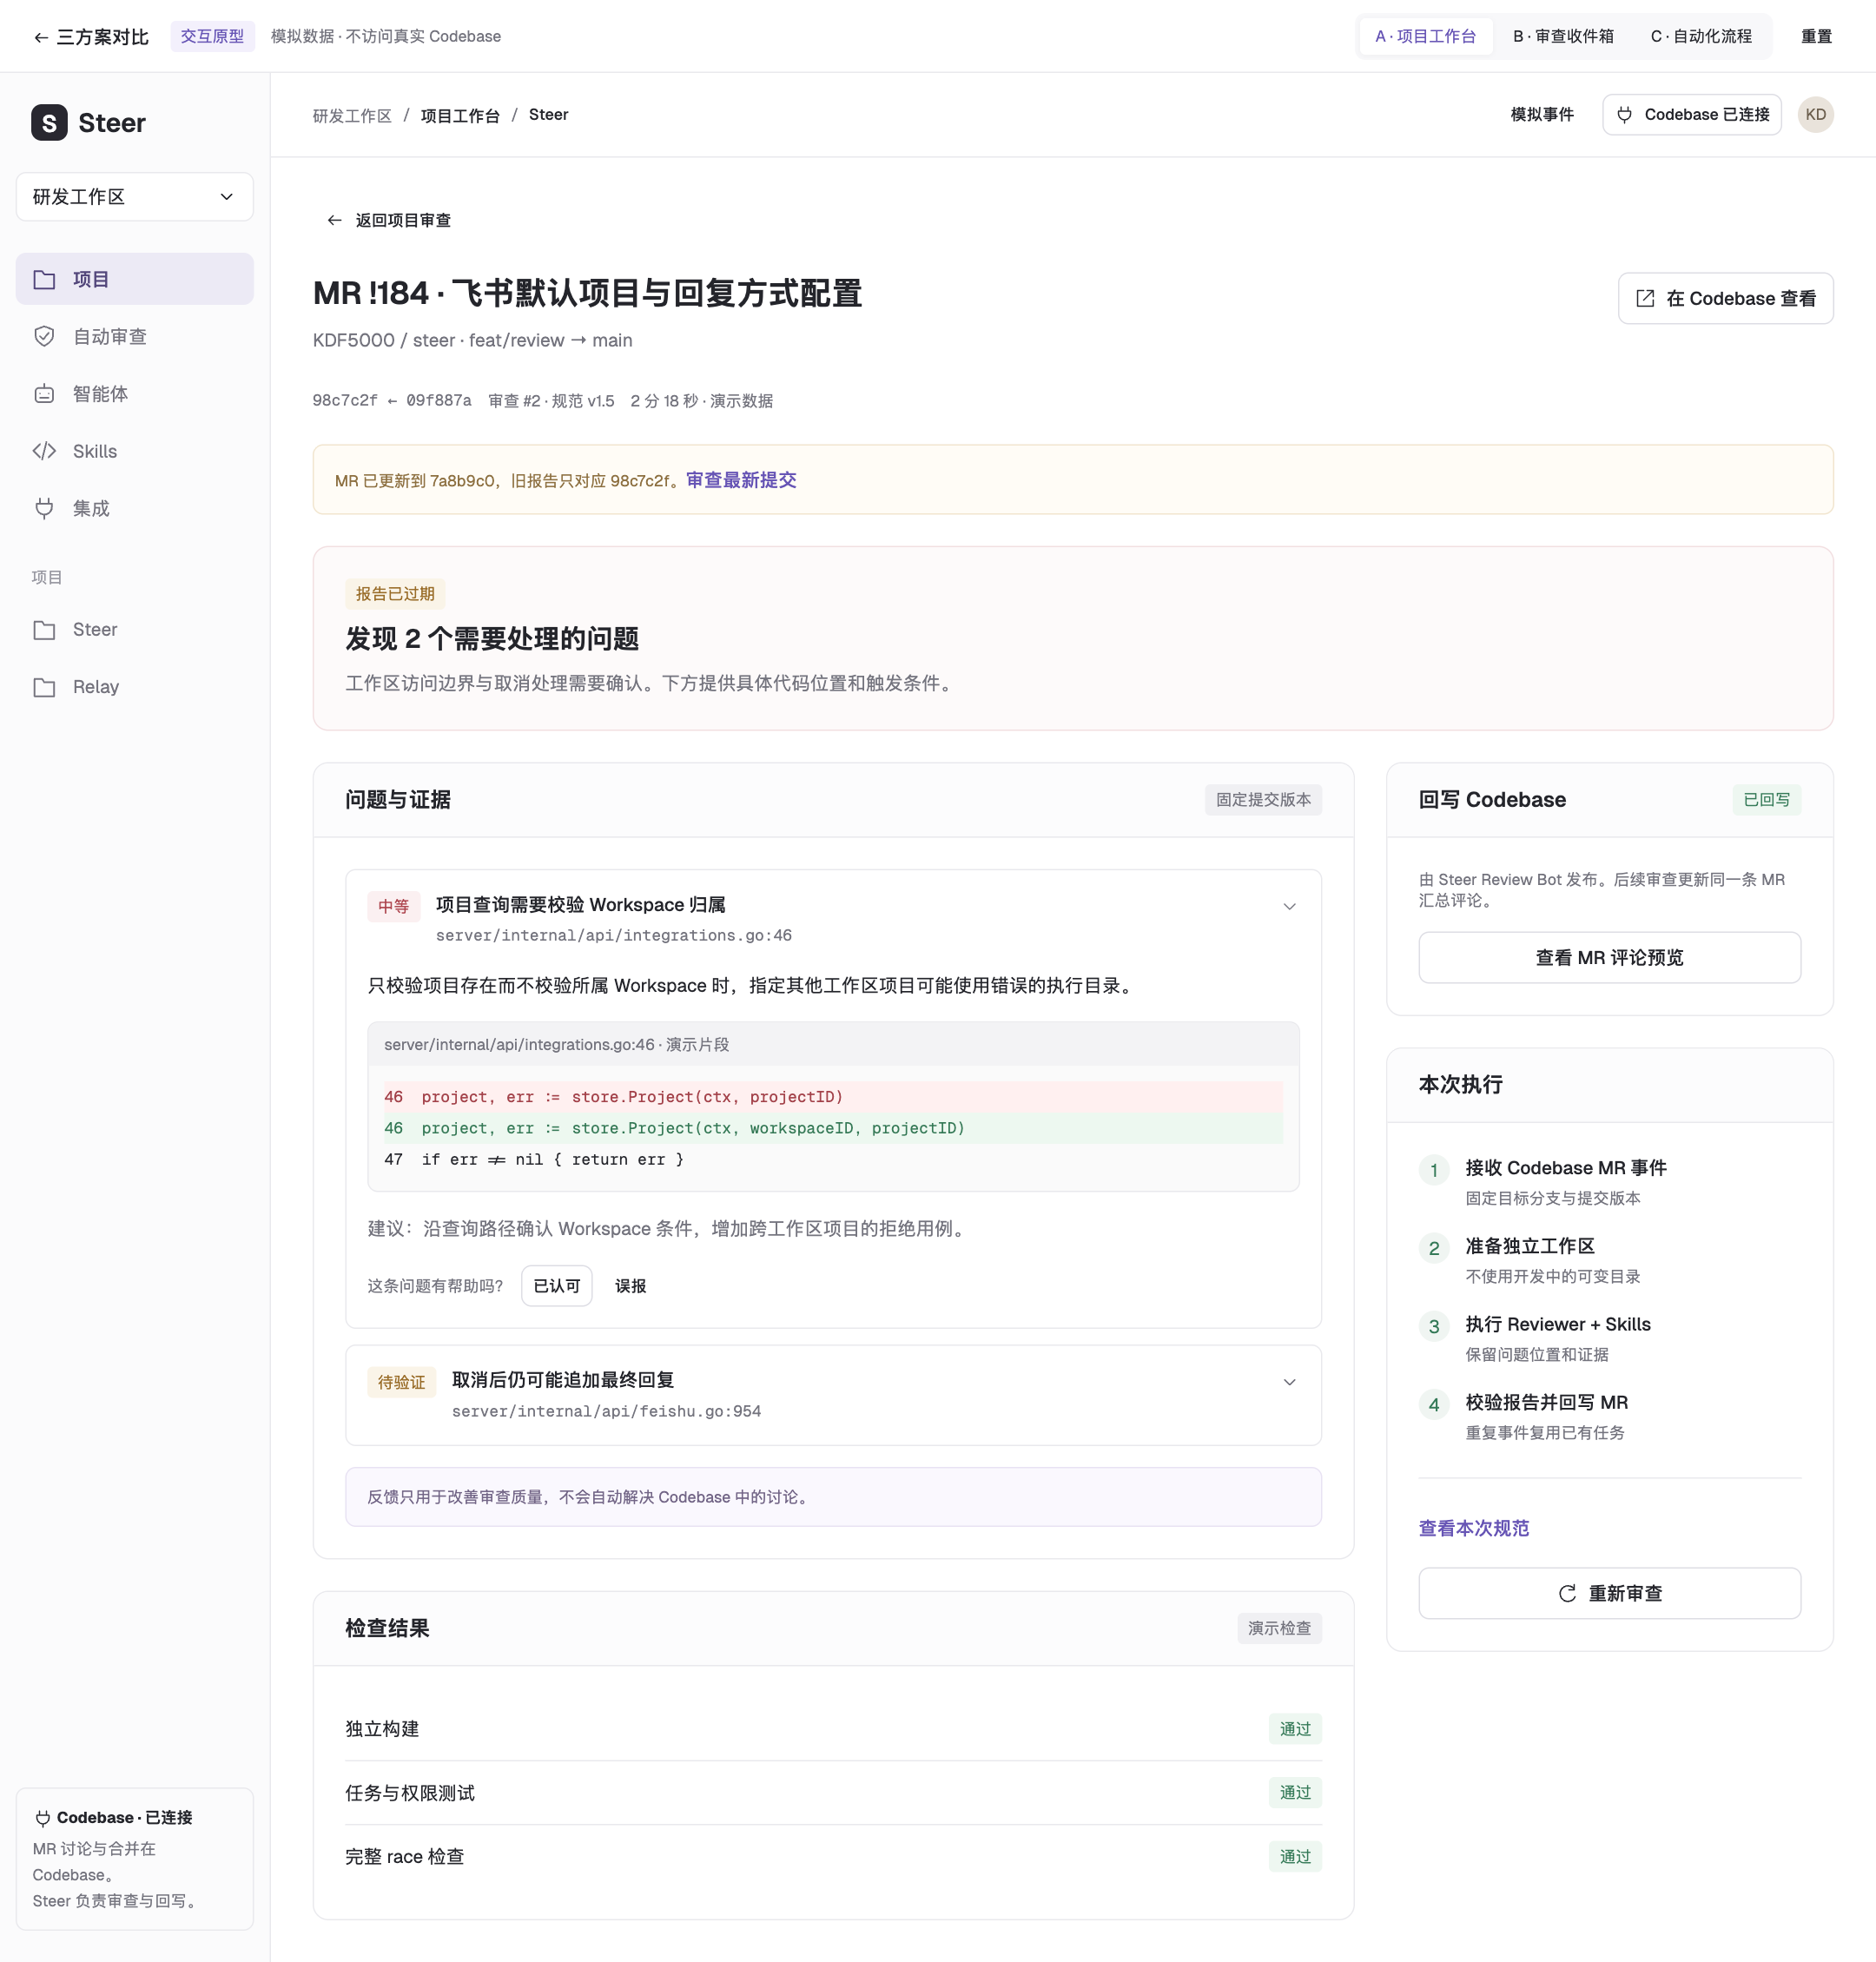 ← 三方案对比 交互原型 模拟数据 · 不访问真实 Codebase
A · 项目工作台 B · 审查收件箱 C · 自动化流程 重置
S Steer
研发工作区
项目
自动审查
智能体
Skills
集成
项目
Steer
Relay
Codebase · 已连接
MR 讨论与合并在
Codebase。
Steer 负责审查与回写。
研发工作区 / 项目工作台 / Steer
模拟事件 Codebase 已连接 KD
← 返回项目审查
MR !184 · 飞书默认项目与回复方式配置
在 Codebase 查看
KDF5000 / steer · feat/review → main
98c7c2f ← 09f887a 审查 #2 · 规范 v1.5 2 分 18 秒 · 演示数据
MR 已更新到 7a8b9c0，旧报告只对应 98c7c2f。审查最新提交
报告已过期
发现 2 个需要处理的问题
工作区访问边界与取消处理需要确认。下方提供具体代码位置和触发条件。
问题与证据 固定提交版本
中等 项目查询需要校验 Workspace 归属
server/internal/api/integrations.go:46
只校验项目存在而不校验所属 Workspace 时，指定其他工作区项目可能使用错误的执行目录。
server/internal/api/integrations.go:46 · 演示片段
46 project, err := store.Project(ctx, projectID)
46 project, err := store.Project(ctx, workspaceID, projectID)
47 if err != nil { return err }
建议：沿查询路径确认 Workspace 条件，增加跨工作区项目的拒绝用例。
这条问题有帮助吗? 已认可 误报
待验证 取消后仍可能追加最终回复
server/internal/api/feishu.go:954
反馈只用于改善审查质量，不会自动解决 Codebase 中的讨论。
检查结果 演示检查
独立构建 通过
任务与权限测试 通过
完整 race 检查 通过
回写 Codebase 已回写
由 Steer Review Bot 发布。后续审查更新同一条 MR
汇总评论。
查看 MR 评论预览
本次执行
1 接收 Codebase MR 事件
固定目标分支与提交版本
2 准备独立工作区
不使用开发中的可变目录
3 执行 Reviewer + Skills
保留问题位置和证据
4 校验报告并回写 MR
重复事件复用已有任务
查看本次规范
重新审查